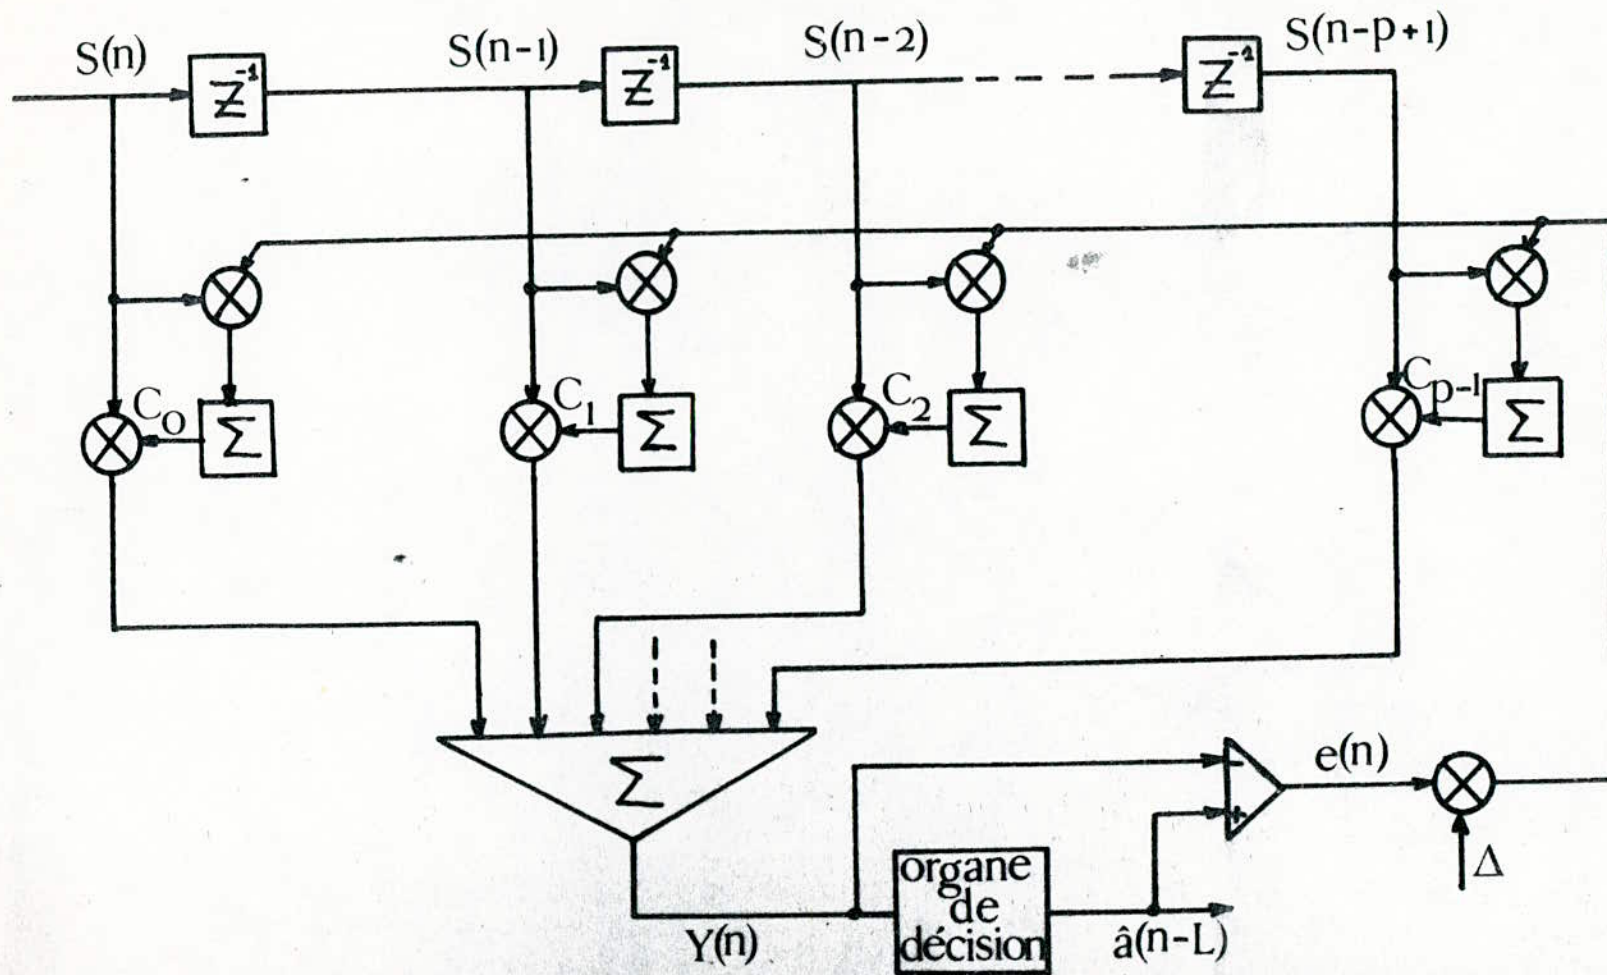 S(n) S(n-1) S(n-2) S(n-p+1)
Z⁻¹ Z⁻¹ Z⁻¹
C₀ C₁ C₂ Cₚ₋₁
Σ Σ Σ Σ
Σ
e(n)
-
+
Δ
organe
de
décision
Y(n) â(n-L)